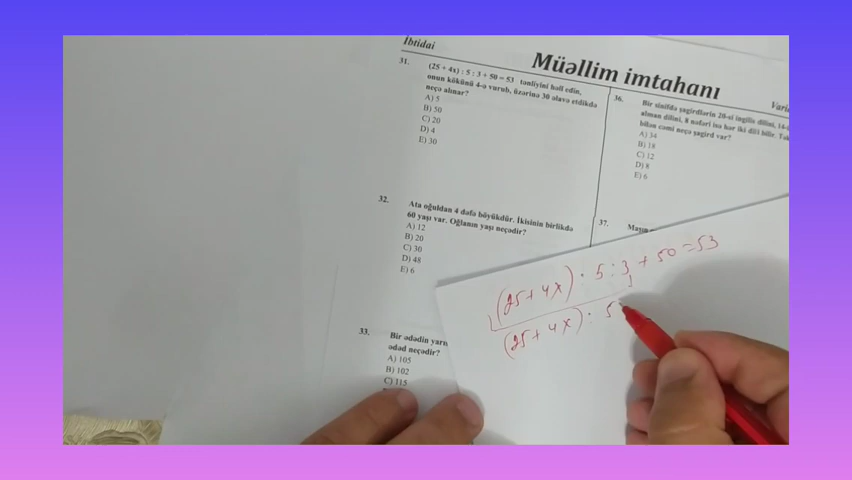 İbtidai
Müəllim imtahanı
31. (25 + 4x) : 5 : 3 + 50 = 53 tənliyini həll edin,
onun kökünü 4-ə vurub, üzərinə 30 əlavə etdikdə
neçə alınar?
A) 5
B) 50
C) 20
D) 4
E) 30
32. Ata oğuldan 4 dəfə böyükdür. İkisinin birlikdə
60 yaşı var. Oğlanın yaşı neçədir?
A) 12
B) 20
C) 30
D) 48
E) 6
33. Bir ədədin
ədəd neçədir?
A) 105
B) 102
C) 115
36. Bir sinifdə şagirdlərin 20-si ingilis dilini,
alman dilini, 8 nəfəri isə hər iki dili bilir.
bilən cəmi neçə şagird var?
A) 34
B) 18
C) 12
D) 8
E) 6
37.
(25 + 4x) : 5 : 3 + 50 = 53
(25 + 4x) : 5